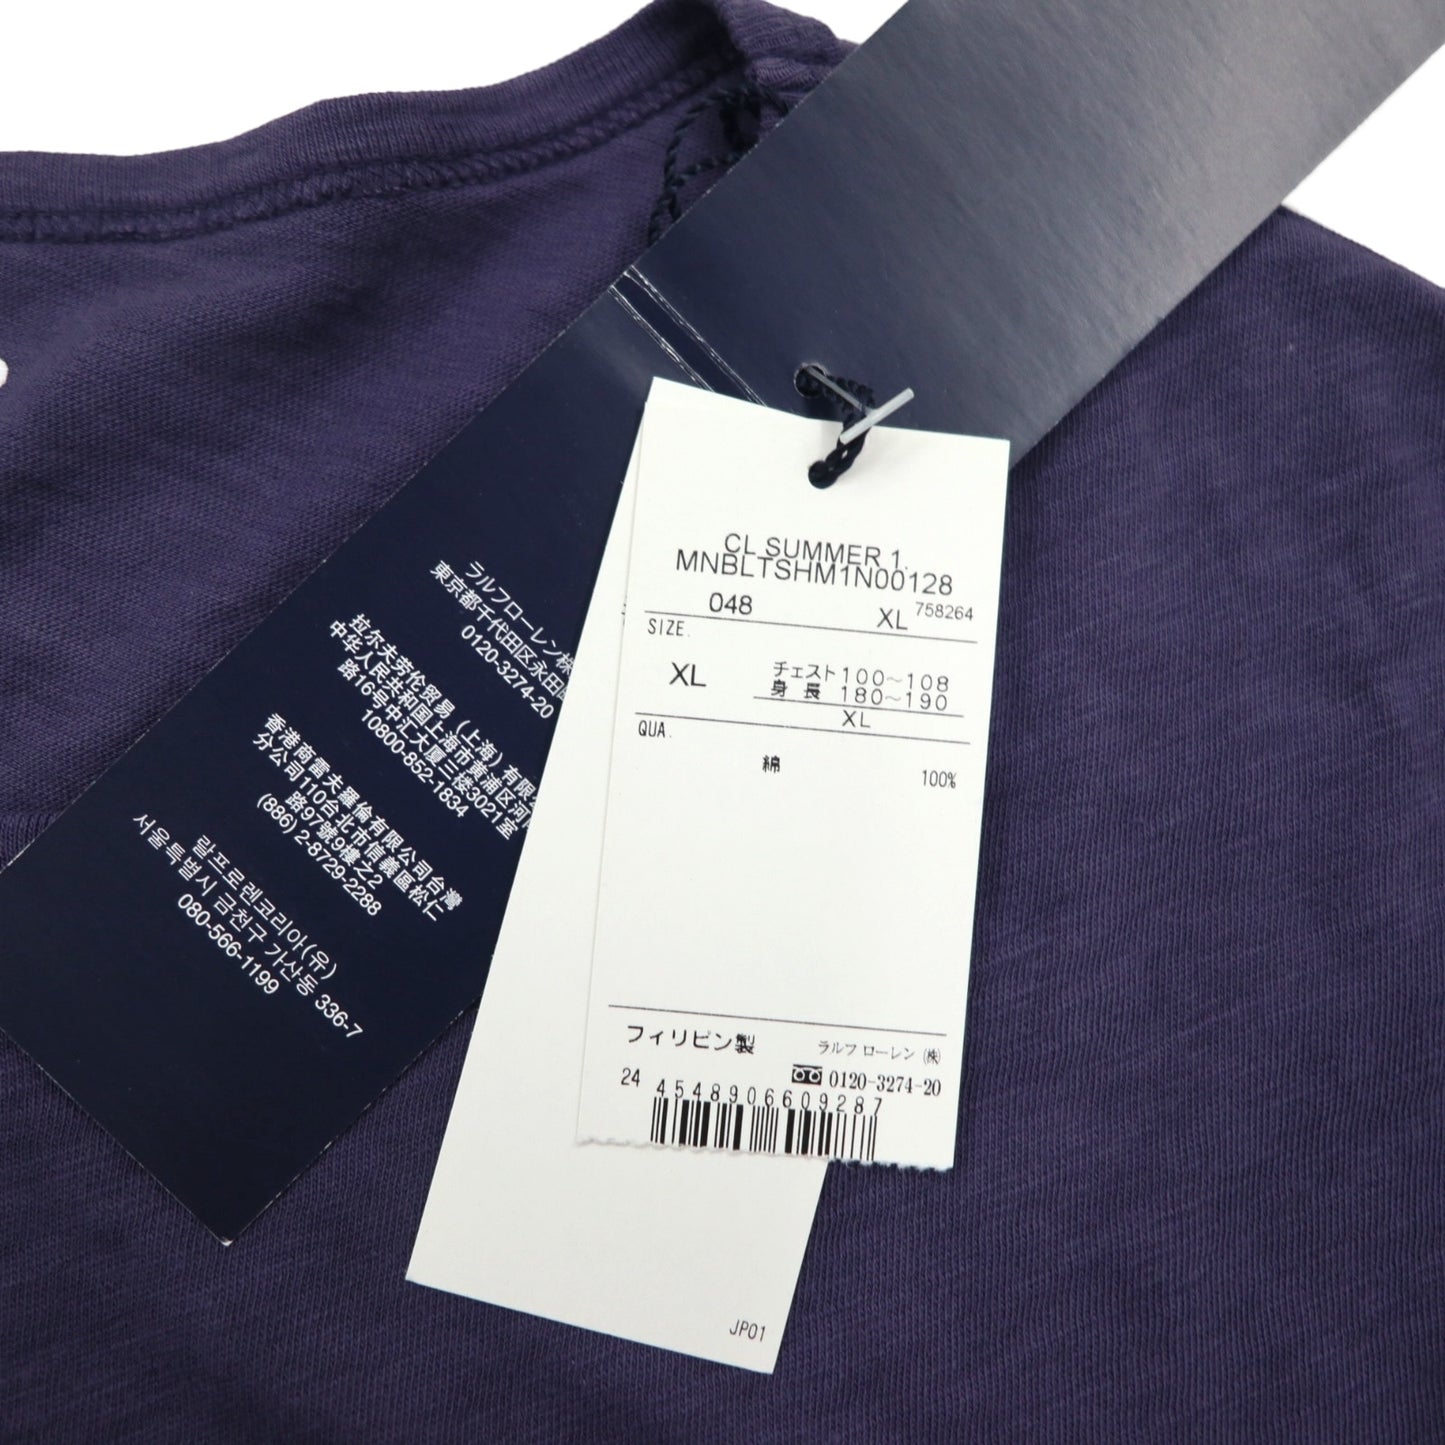 ラルフローレン株
東京都千代田区永田
0120-3274-20
拉尔夫劳伦贸易 (上海) 有限
中华人民共和国上海市黄浦区河
路16号中汇大厦三楼3021室
10800-852-1834
香港商雷夫羅倫有限公司台灣
分公司110台北市信義區松仁
路97號9樓之2
(886) 2-8729-2288
랄프로렌코리아(유)
서울특별시 금천구 가산동 336-7
080-566-1199
CL SUMMER 1.
MNBLTSHM1N00128
048 XL 758264
SIZE.
XL チェスト 100～108
身長 180～190
XL
QUA.
綿 100%
フィリピン製 ラルフ ローレン ㈱
0120-3274-20
24 4548906609287
JP01